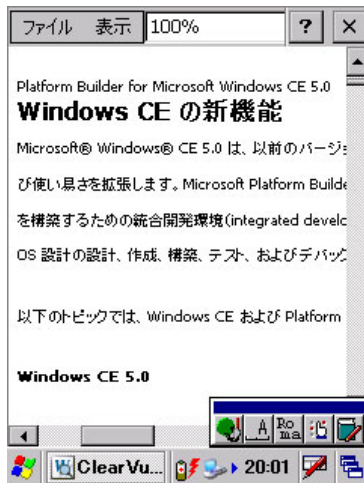 ファイル 表示 100% ? ×
Platform Builder for Microsoft Windows CE 5.0
Windows CE の新機能
Microsoft® Windows® CE 5.0 は、以前のバージ
び使い易さを拡張します。Microsoft Platform Builde
を構築するための統合開発環境(integrated develo
OS 設計の設計、作成、構築、テスト、およびデバッグ
以下のトピックでは、Windows CE および Platform
Windows CE 5.0
A Roma
ClearVu... 20:01